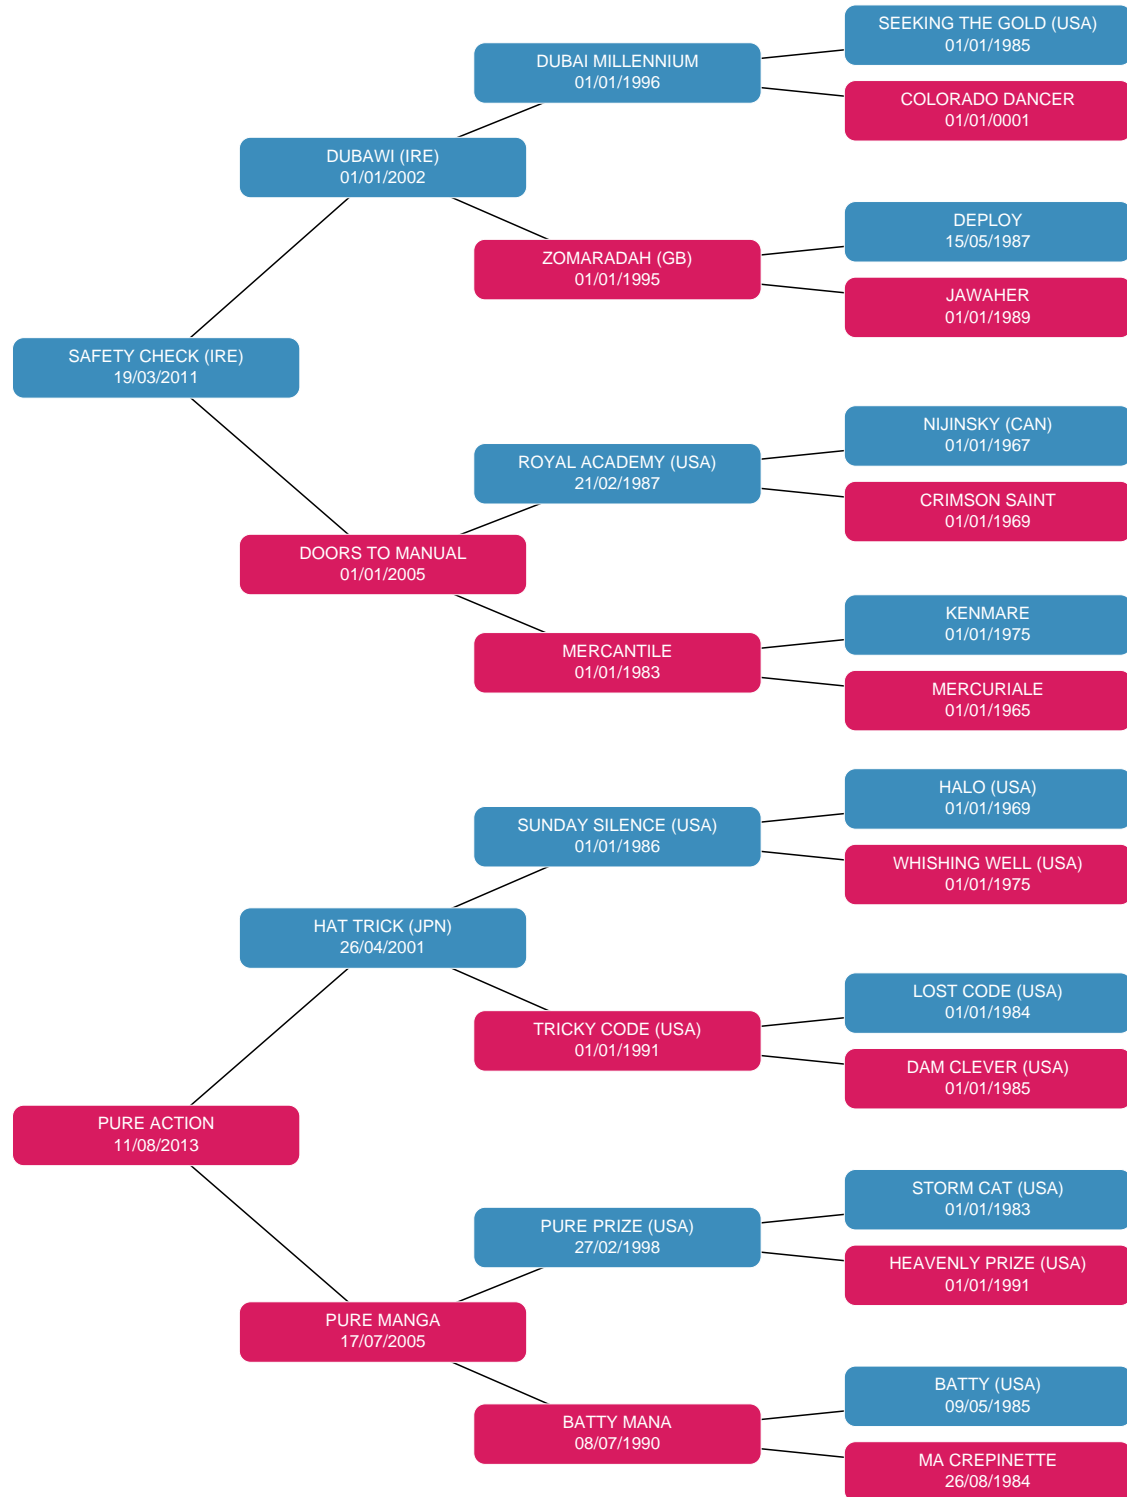 SEEKING THE GOLD (USA)
01/01/1985
DUBAI MILLENNIUM
01/01/1996
COLORADO DANCER
01/01/0001
DUBAWI (IRE)
01/01/2002
DEPLOY
15/05/1987
ZOMARADAH (GB)
01/01/1995
JAWAHER
01/01/1989
SAFETY CHECK (IRE)
19/03/2011
NIJINSKY (CAN)
01/01/1967
ROYAL ACADEMY (USA)
21/02/1987
CRIMSON SAINT
01/01/1969
DOORS TO MANUAL
01/01/2005
KENMARE
01/01/1975
MERCANTILE
01/01/1983
MERCURIALE
01/01/1965
HALO (USA)
01/01/1969
SUNDAY SILENCE (USA)
01/01/1986
WHISHING WELL (USA)
01/01/1975
HAT TRICK (JPN)
26/04/2001
LOST CODE (USA)
01/01/1984
TRICKY CODE (USA)
01/01/1991
DAM CLEVER (USA)
01/01/1985
PURE ACTION
11/08/2013
STORM CAT (USA)
01/01/1983
PURE PRIZE (USA)
27/02/1998
HEAVENLY PRIZE (USA)
01/01/1991
PURE MANGA
17/07/2005
BATTY (USA)
09/05/1985
BATTY MANA
08/07/1990
MA CREPINETTE
26/08/1984